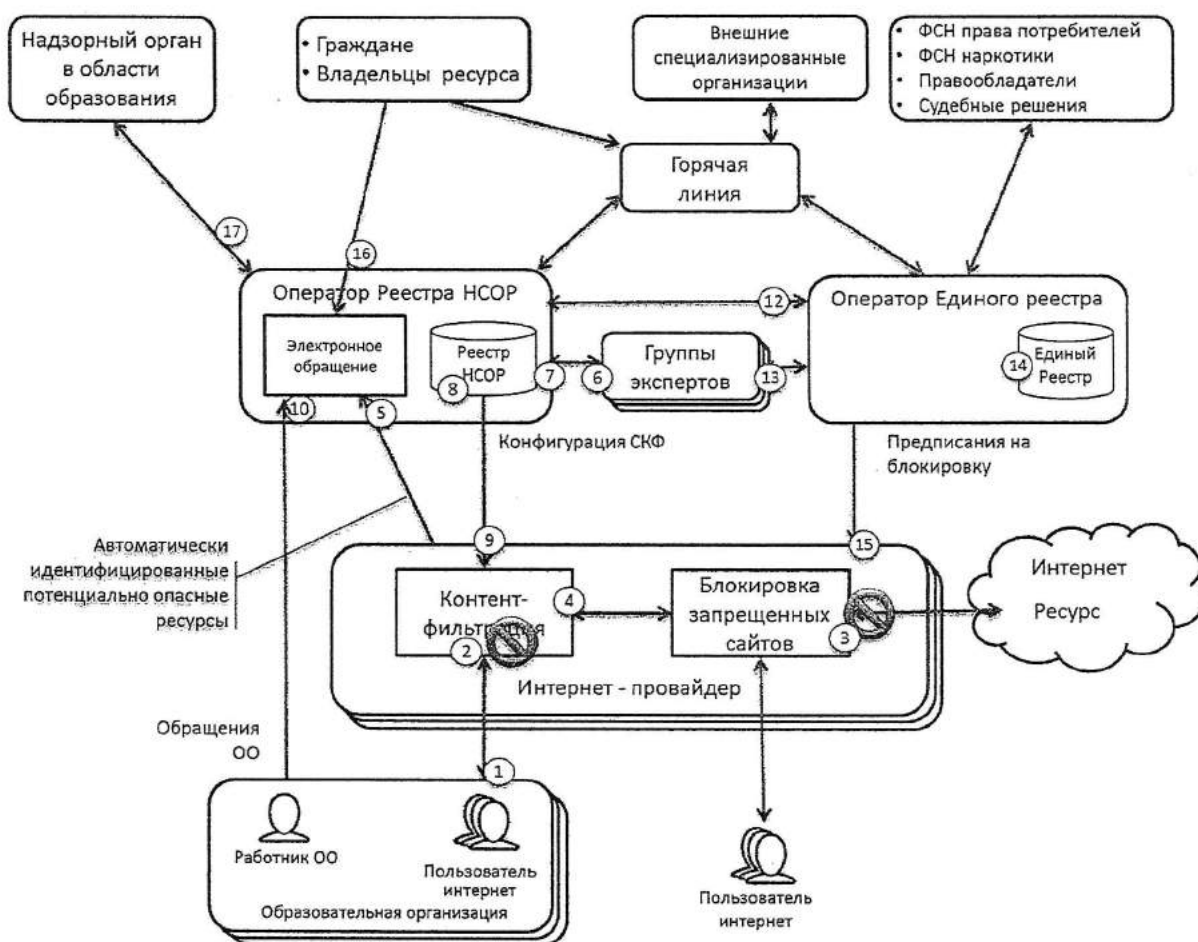 Надзорный орган
в области
образования
• Граждане
• Владельцы ресурса
Внешние
специализированные
организации
• ФСН права потребителей
• ФСН наркотики
• Правообладатели
• Судебные решения
Горячая
линия
17
16
Оператор Реестра НСОР
12
Оператор Единого реестра
Электронное
обращение
Реестр
НСОР
8
7
6
Группы
экспертов
13
14
Единый
Реестр
10
5
Конфигурация СКФ
Предписания на
блокировку
Автоматически
идентифицированные
потенциально опасные
ресурсы
9
15
Контент-
фильтрация
2
4
Блокировка
запрещенных
сайтов
3
Интернет
Ресурс
Интернет - провайдер
Обращения
ОО
1
Работник ОО
Пользователь
интернет
Образовательная организация
Пользователь
интернет